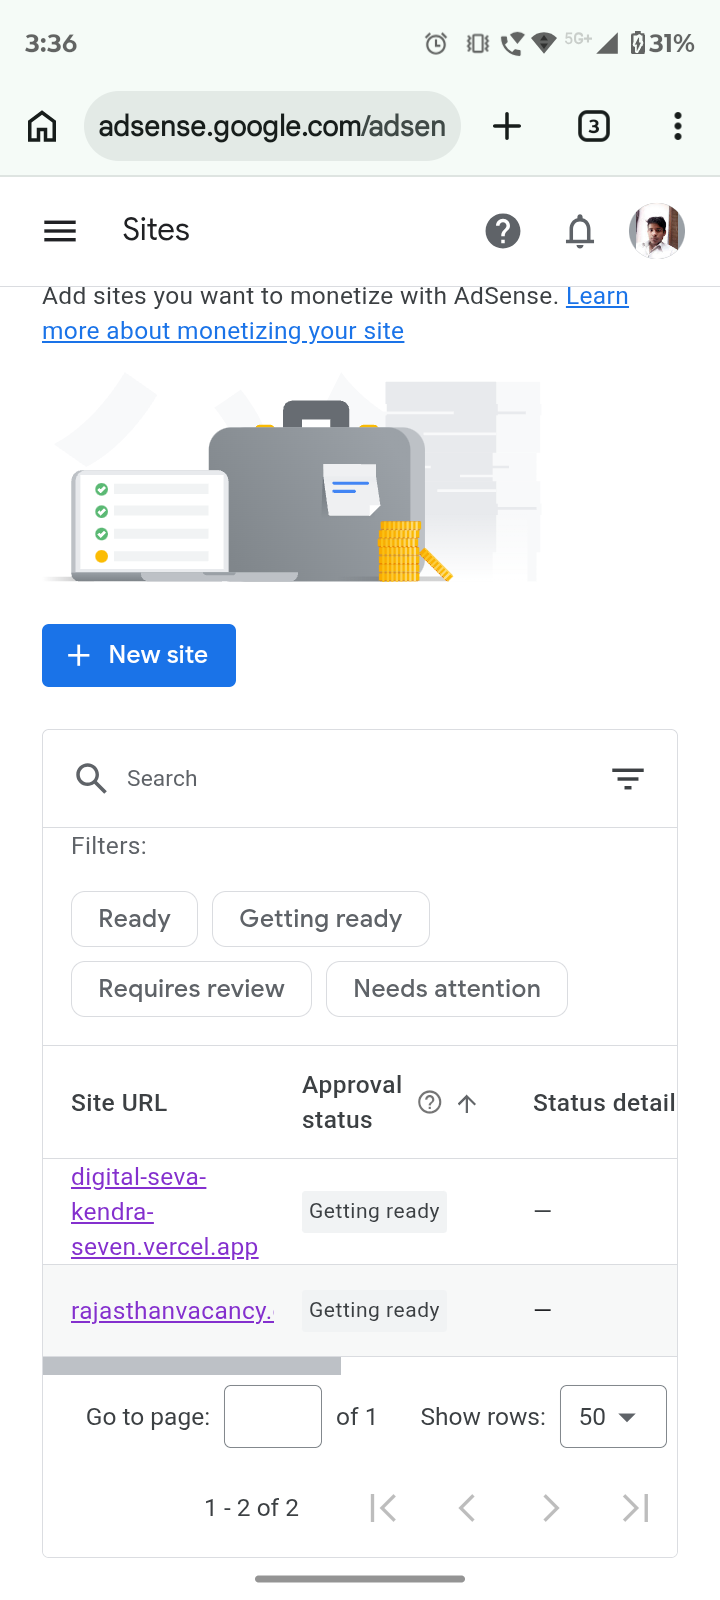 3:36
5G+
31%
adsense.google.com/adsen
3
Sites
Add sites you want to monetize with AdSense. Learn
more about monetizing your site
New site
Search
Filters:
Ready
Getting ready
Requires review
Needs attention
Site URL
Approval
status
Status detail
digital-seva-
kendra-
seven.vercel.app
Getting ready
—
rajasthanvacancy.
Getting ready
—
Go to page:
of 1
Show rows:
50
1 - 2 of 2